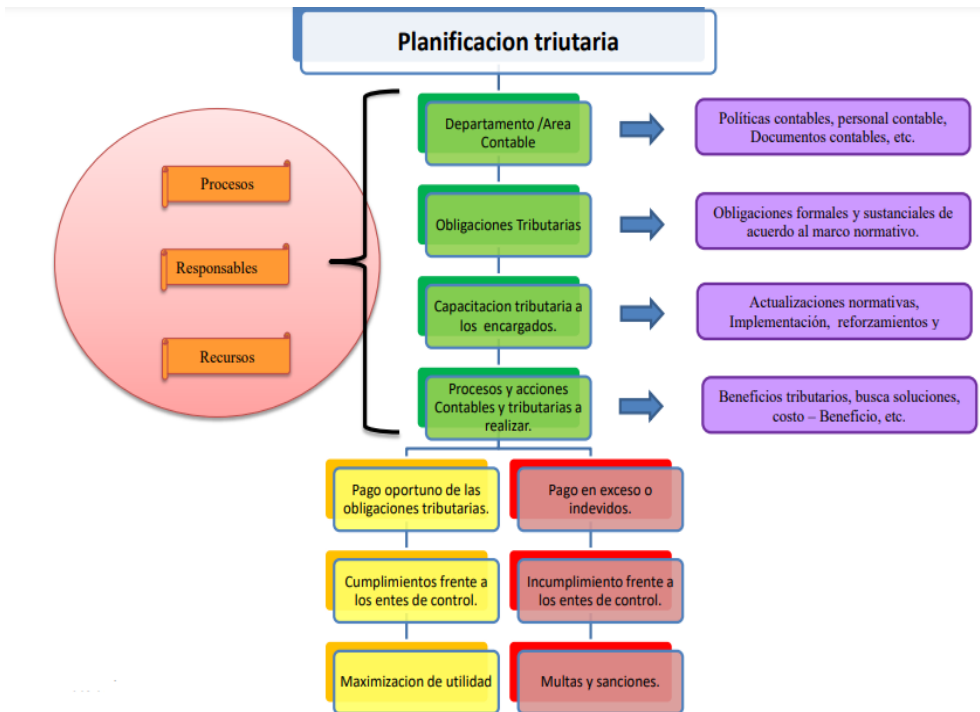 Planificacion triutaria
Procesos
Responsables
Recursos
Departamento /Area
Contable
Políticas contables, personal contable,
Documentos contables, etc.
Obligaciones Tributarias
Obligaciones formales y sustanciales de
acuerdo al marco normativo.
Capacitacion tributaria a
los encargados.
Actualizaciones normativas,
Implementación, reforzamientos y
Procesos y acciones
Contables y tributarias a
realizar.
Beneficios tributarios, busca soluciones,
costo – Beneficio, etc.
Pago oportuno de las
obligaciones tributarias.
Pago en exceso o
indevidos.
Cumplimientos frente a
los entes de control.
Incumplimiento frente a
los entes de control.
Maximizacion de utilidad
Multas y sanciones.